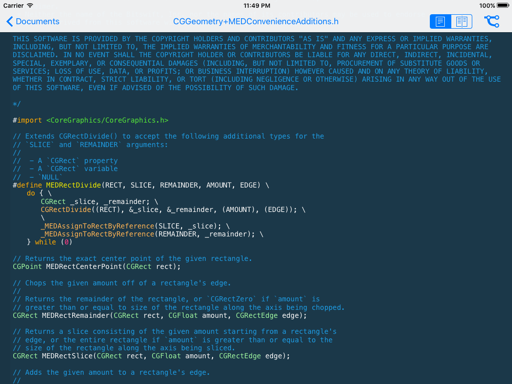 Carrier 11:49 PM 100%
Documents CGGeometry+MEDConvenienceAdditions.h
THIS SOFTWARE IS PROVIDED BY THE COPYRIGHT HOLDERS AND CONTRIBUTORS "AS IS" AND ANY EXPRESS OR IMPLIED WARRANTIES,
INCLUDING, BUT NOT LIMITED TO, THE IMPLIED WARRANTIES OF MERCHANTABILITY AND FITNESS FOR A PARTICULAR PURPOSE ARE
DISCLAIMED. IN NO EVENT SHALL THE COPYRIGHT HOLDER OR CONTRIBUTORS BE LIABLE FOR ANY DIRECT, INDIRECT, INCIDENTAL,
SPECIAL, EXEMPLARY, OR CONSEQUENTIAL DAMAGES (INCLUDING, BUT NOT LIMITED TO, PROCUREMENT OF SUBSTITUTE GOODS OR
SERVICES; LOSS OF USE, DATA, OR PROFITS; OR BUSINESS INTERRUPTION) HOWEVER CAUSED AND ON ANY THEORY OF LIABILITY,
WHETHER IN CONTRACT, STRICT LIABILITY, OR TORT (INCLUDING NEGLIGENCE OR OTHERWISE) ARISING IN ANY WAY OUT OF THE USE
OF THIS SOFTWARE, EVEN IF ADVISED OF THE POSSIBILITY OF SUCH DAMAGE.
*/
#import <CoreGraphics/CoreGraphics.h>
// Extends CGRectDivide() to accept the following additional types for the
// `SLICE` and `REMAINDER` arguments:
//
//  - A `CGRect` property
//  - A `CGRect` variable
//  - `NULL`
#define MEDRectDivide(RECT, SLICE, REMAINDER, AMOUNT, EDGE) \
do { \
CGRect _slice, _remainder; \
CGRectDivide((RECT), &_slice, &_remainder, (AMOUNT), (EDGE)); \
\
_MEDAssignToRectByReference(SLICE, _slice); \
_MEDAssignToRectByReference(REMAINDER, _remainder); \
} while (0)
// Returns the exact center point of the given rectangle.
CGPoint MEDRectCenterPoint(CGRect rect);
// Chops the given amount off of a rectangle's edge.
//
// Returns the remainder of the rectangle, or `CGRectZero` if `amount` is
// greater than or equal to size of the rectangle along the axis being chopped.
CGRect MEDRectRemainder(CGRect rect, CGFloat amount, CGRectEdge edge);
// Returns a slice consisting of the given amount starting from a rectangle's
// edge, or the entire rectangle if `amount` is greater than or equal to the
// size of the rectangle along the axis being sliced.
CGRect MEDRectSlice(CGRect rect, CGFloat amount, CGRectEdge edge);
// Adds the given amount to a rectangle's edge.
//